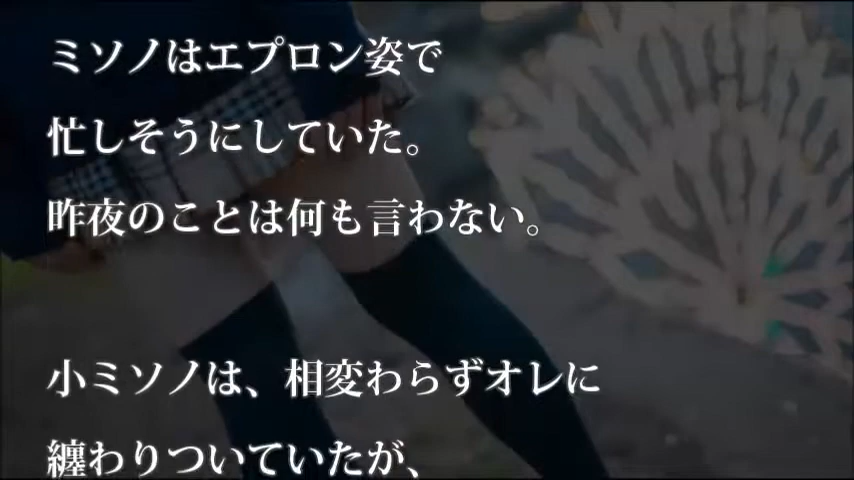 ミソノはエプロン姿で
忙しそうにしていた。
昨夜のことは何も言わない。
小ミソノは、相変わらずオレに
纏わりついていたが、